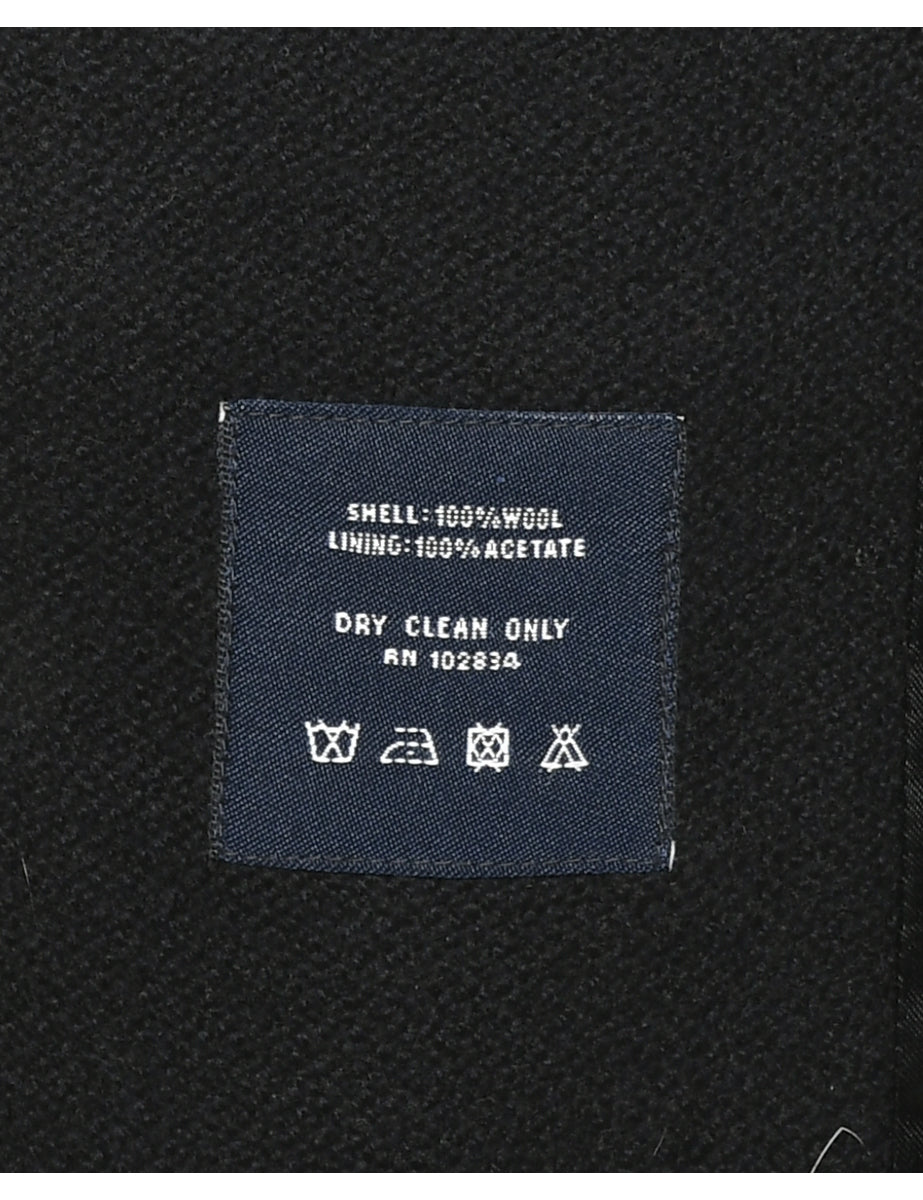 SHELL:100%WOOL
LINING:100%ACETATE
DRY CLEAN ONLY
RN 102834